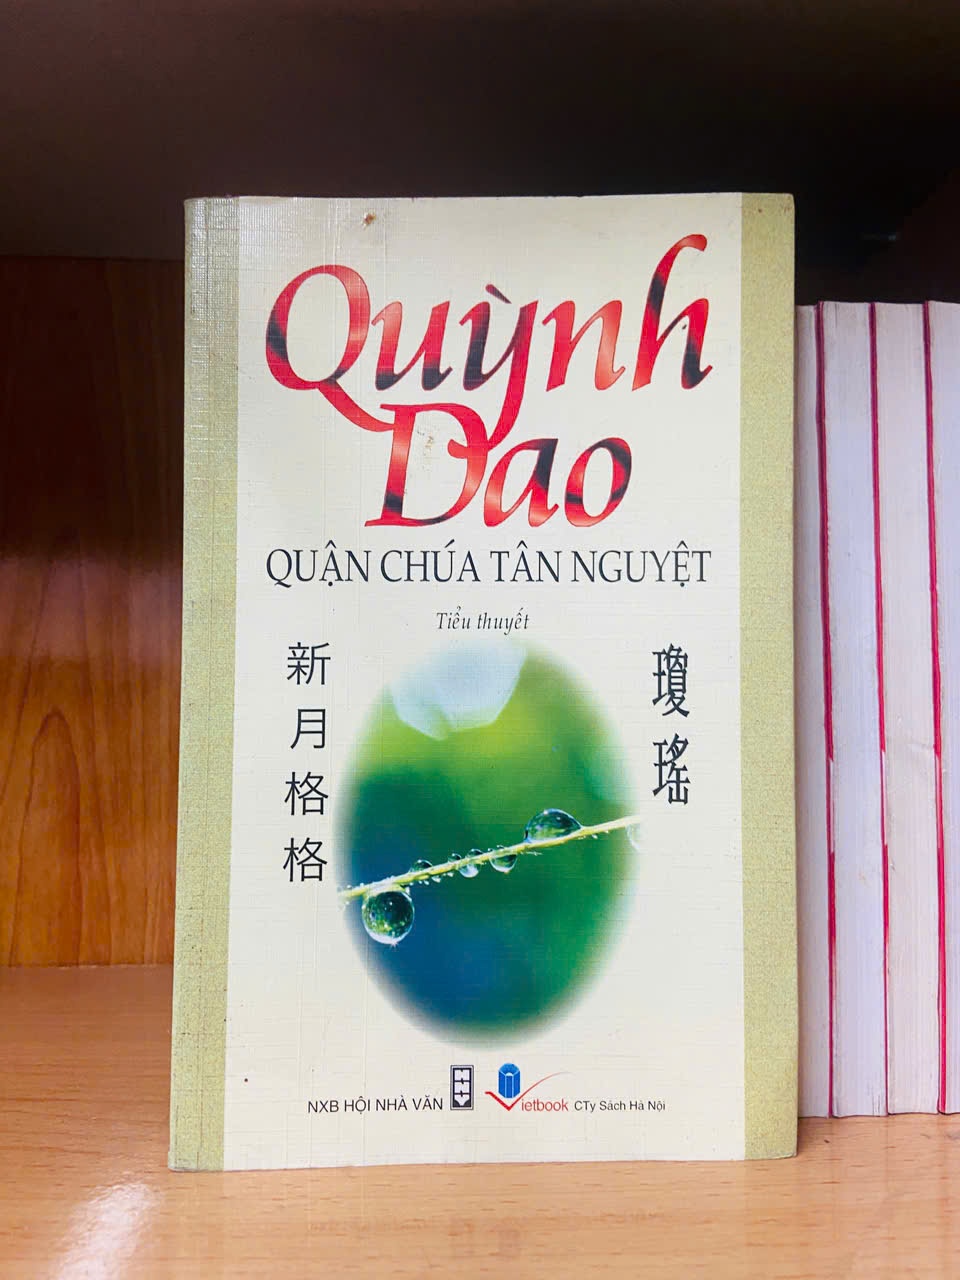 Quỳnh
Dao
QUẬN CHÚA TÂN NGUYỆT
Tiểu thuyết
新月格格
瓊瑤
NXB HỘI NHÀ VĂN
Vietbook CTy Sách Hà Nội